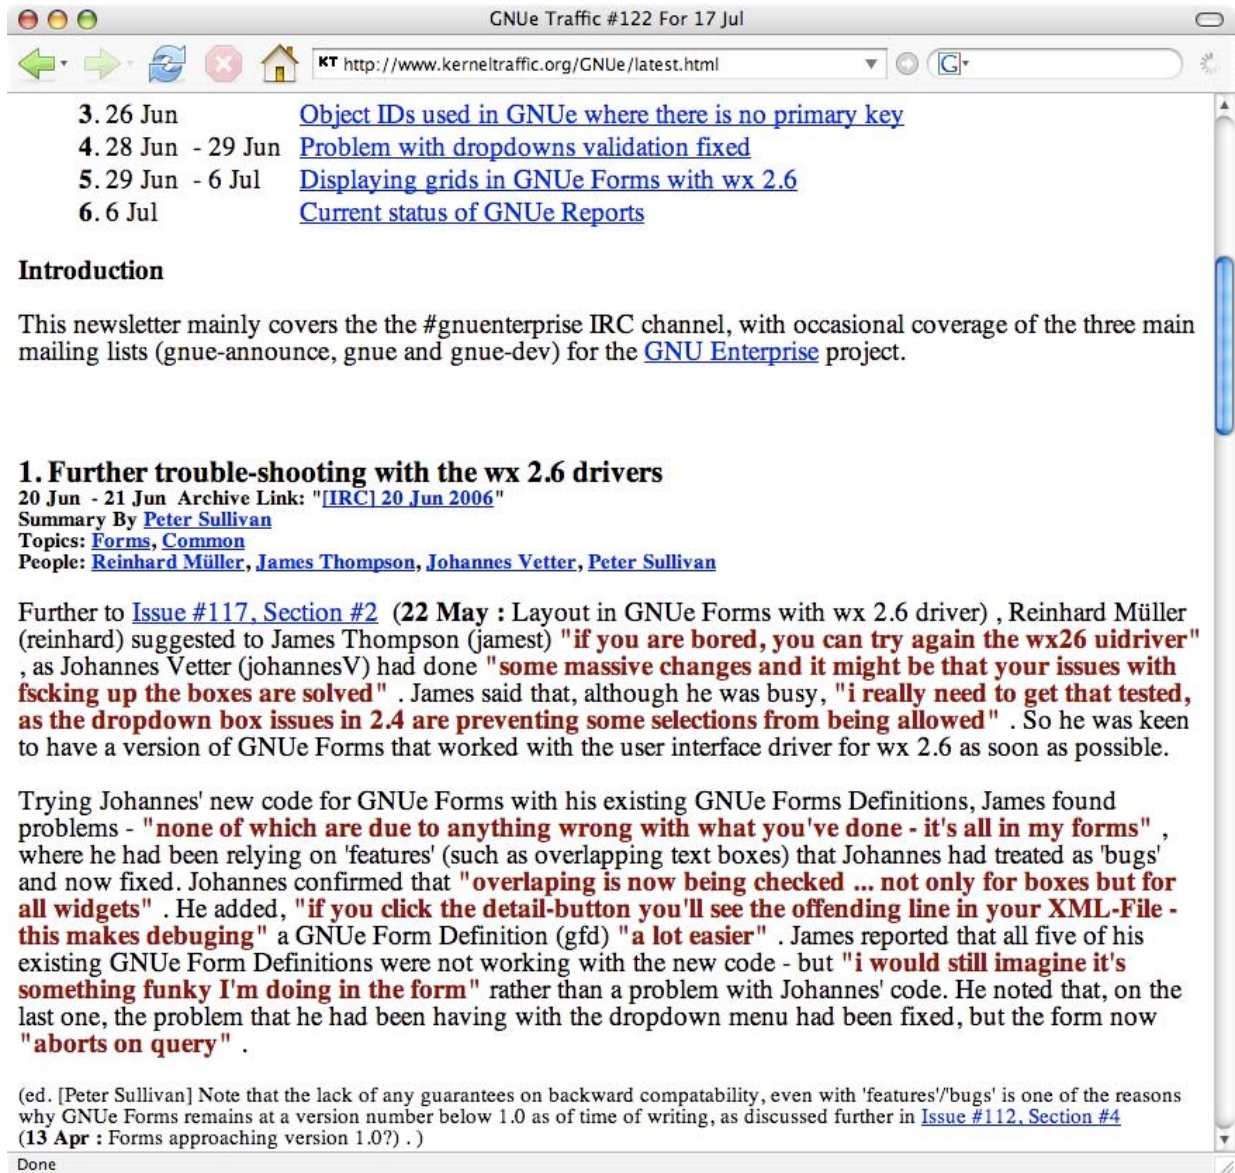 GNUe Traffic #122 For 17 Jul
KT http://www.kerneltraffic.org/GNUe/latest.html
G
3. 26 Jun Object IDs used in GNUe where there is no primary key
4. 28 Jun - 29 Jun Problem with dropdowns validation fixed
5. 29 Jun - 6 Jul Displaying grids in GNUe Forms with wx 2.6
6. 6 Jul Current status of GNUe Reports
Introduction
This newsletter mainly covers the the #gnuenterprise IRC channel, with occasional coverage of the three main
mailing lists (gnue-announce, gnue and gnue-dev) for the GNU Enterprise project.
1. Further trouble-shooting with the wx 2.6 drivers
20 Jun - 21 Jun Archive Link: "[IRC] 20 Jun 2006"
Summary By Peter Sullivan
Topics: Forms, Common
People: Reinhard Müller, James Thompson, Johannes Vetter, Peter Sullivan
Further to Issue #117, Section #2 (22 May : Layout in GNUe Forms with wx 2.6 driver) , Reinhard Müller
(reinhard) suggested to James Thompson (jamest) "if you are bored, you can try again the wx26 uidriver"
, as Johannes Vetter (johannesV) had done "some massive changes and it might be that your issues with
fscking up the boxes are solved" . James said that, although he was busy, "i really need to get that tested,
as the dropdown box issues in 2.4 are preventing some selections from being allowed" . So he was keen
to have a version of GNUe Forms that worked with the user interface driver for wx 2.6 as soon as possible.
Trying Johannes' new code for GNUe Forms with his existing GNUe Forms Definitions, James found
problems - "none of which are due to anything wrong with what you've done - it's all in my forms" ,
where he had been relying on 'features' (such as overlapping text boxes) that Johannes had treated as 'bugs'
and now fixed. Johannes confirmed that "overlaping is now being checked ... not only for boxes but for
all widgets" . He added, "if you click the detail-button you'll see the offending line in your XML-File -
this makes debuging" a GNUe Form Definition (gfd) "a lot easier" . James reported that all five of his
existing GNUe Form Definitions were not working with the new code - but "i would still imagine it's
something funky I'm doing in the form" rather than a problem with Johannes' code. He noted that, on the
last one, the problem that he had been having with the dropdown menu had been fixed, but the form now
"aborts on query" .
(ed. [Peter Sullivan] Note that the lack of any guarantees on backward compatability, even with 'features'/'bugs' is one of the reasons
why GNUe Forms remains at a version number below 1.0 as of time of writing, as discussed further in Issue #112, Section #4
(13 Apr : Forms approaching version 1.0?) . )
Done